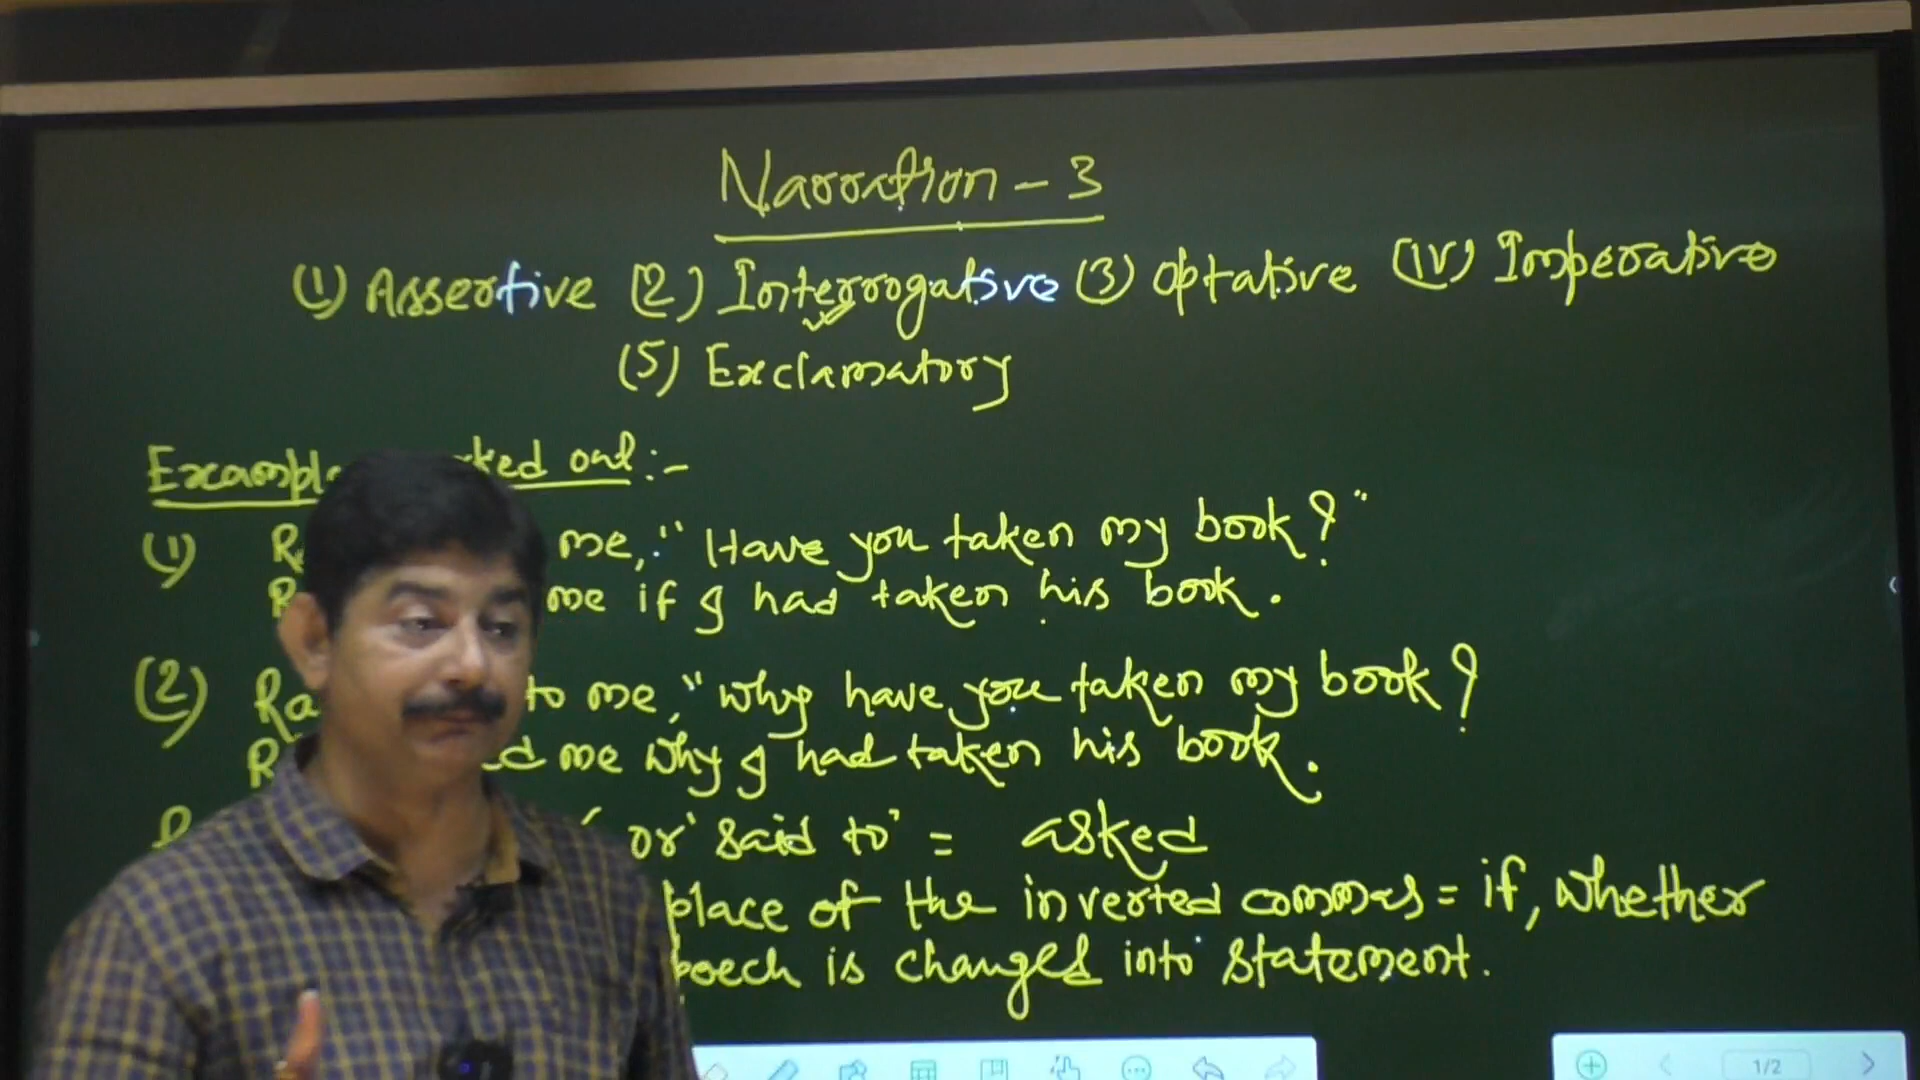 Narration - 3
(1) Assertive (2) Interrogative (3) Optative (IV) Imperative
(5) Exclamatory
out :-
(1) me, "Have you taken my book?"
me if I had taken his book.
(2) to me, "Why have you taken my book?
me why I had taken his book.
or 'said to' = asked
place of the inverted commas = if, whether
is changed into statement.
1/2